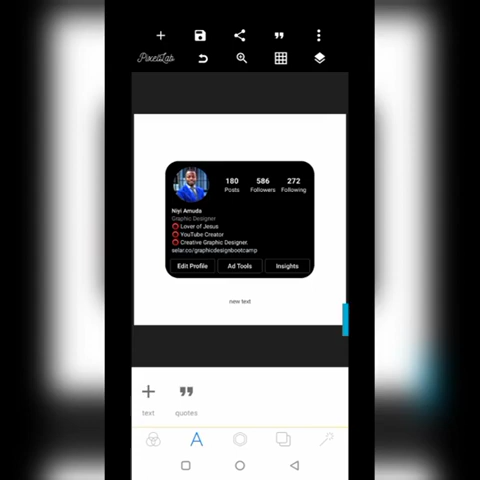 PixelLab
180 586 272
Posts Followers Following
Niyi Amuda
Graphic Designer
Lover of Jesus
YouTube Creator
Creative Graphic Designer.
selar.co/graphicdesignbootcamp
Edit Profile Ad Tools Insights
new text
text quotes
A